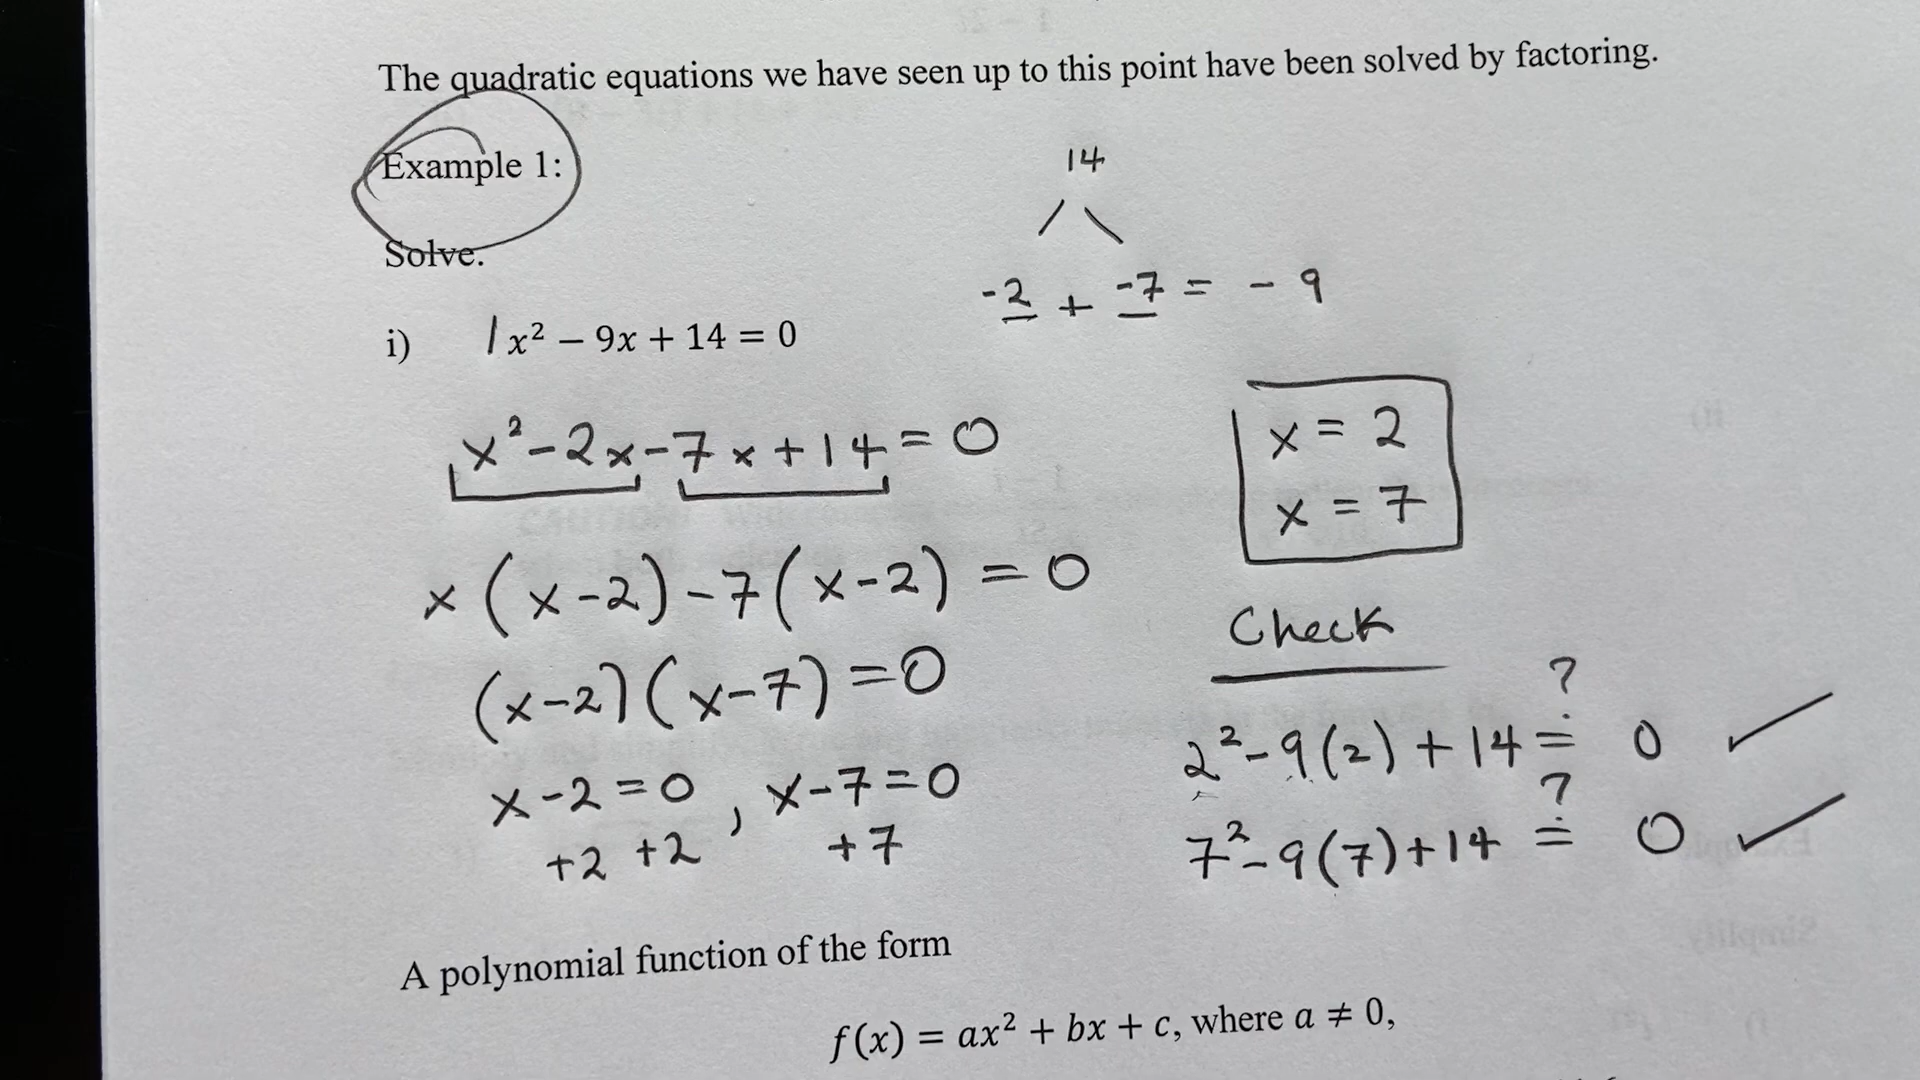 The quadratic equations we have seen up to this point have been solved by factoring.
Example 1:
14
Solve.
-2 + -7 = - 9
i) 1x² − 9x + 14 = 0
x²-2x-7x+14=0
x = 2
x = 7
x(x-2)-7(x-2) = 0
Check
(x-2)(x-7)=0
2²-9(2)+14 ≟ 0 ✓
x-2=0, x-7=0
+2 +2 +7
7²-9(7)+14 ≟ 0 ✓
A polynomial function of the form
f(x) = ax² + bx + c, where a ≠ 0,